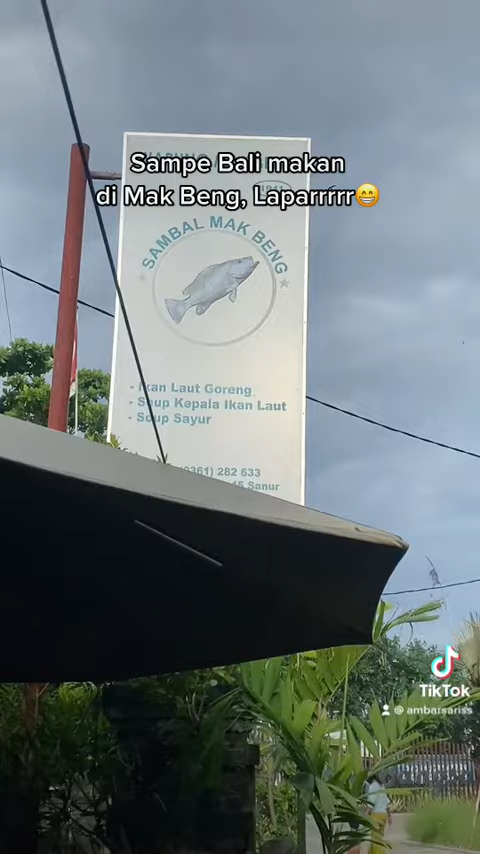 Sampe Bali makan
di Mak Beng, Laparrrrr😁
1941
SAMBAL MAK BENG
- Ikan Laut Goreng
- Soup Kepala Ikan Laut
- Soup Sayur
(0361) 282 633
Sanur
TikTok
@ ambarsariss